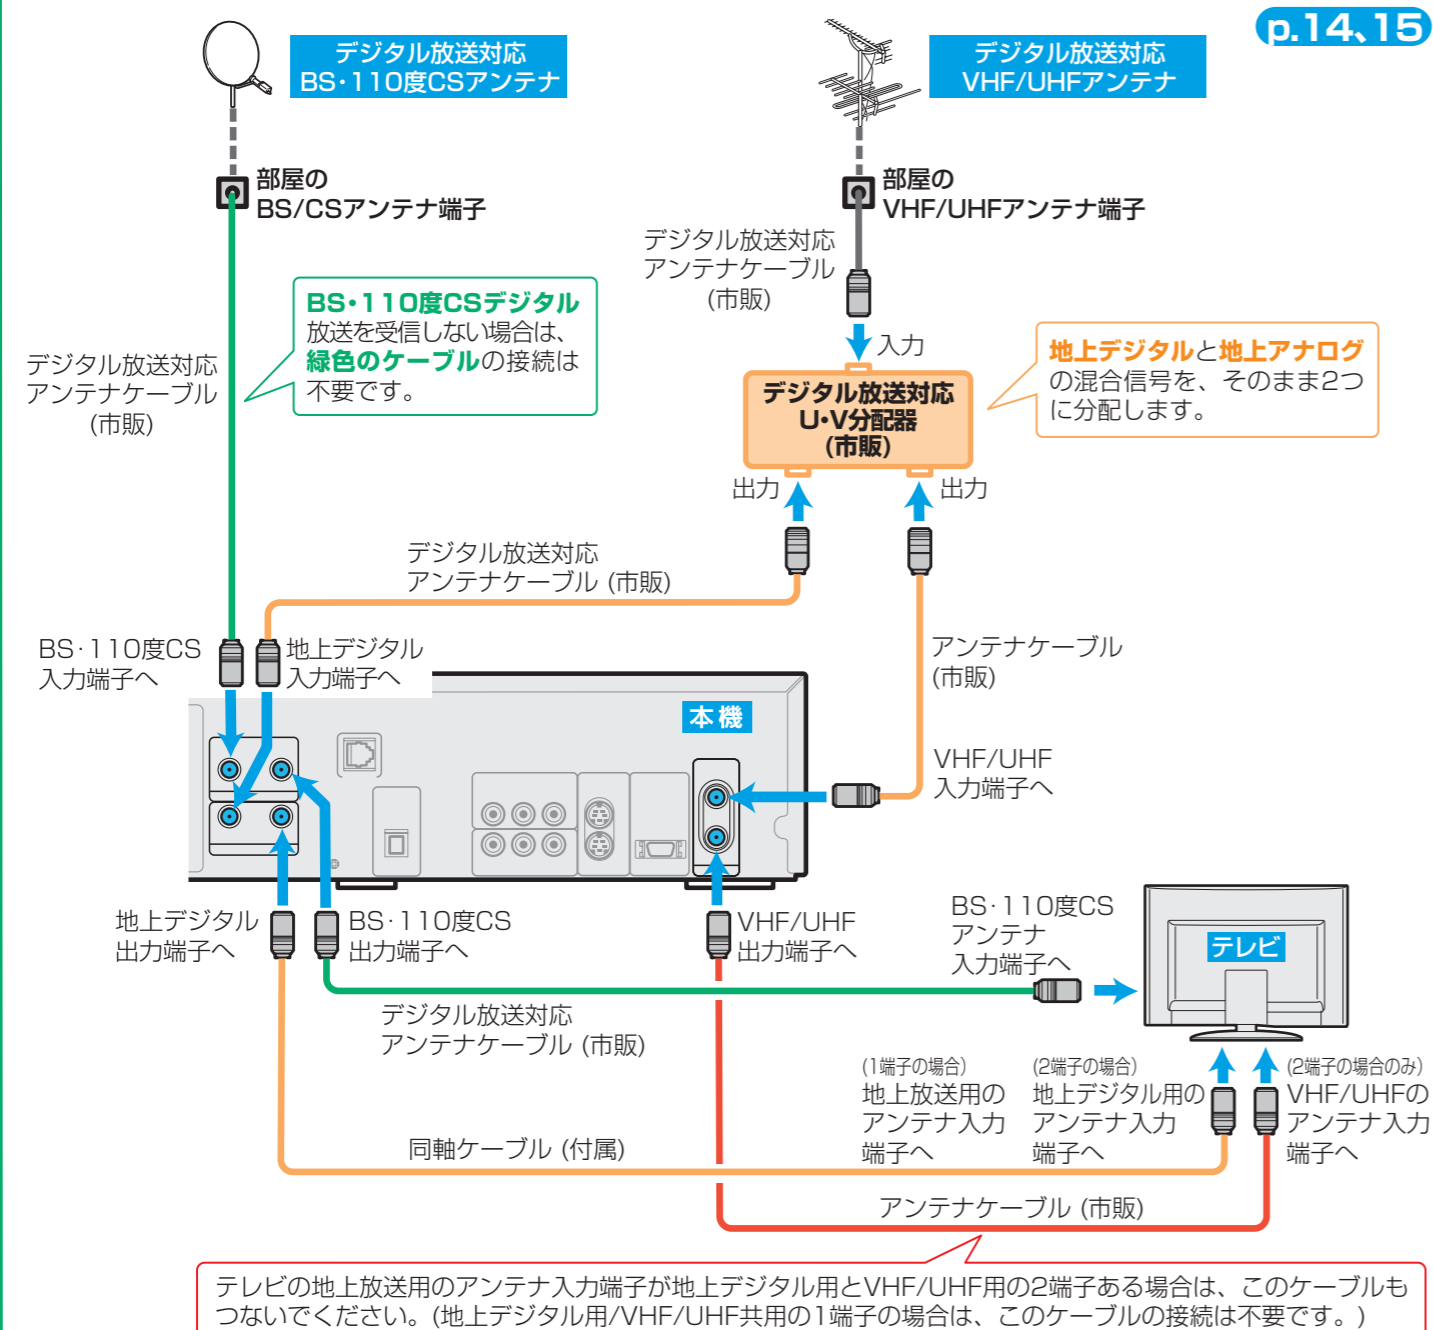 p.14、15
デジタル放送対応
BS･110度CSアンテナ
デジタル放送対応
VHF/UHFアンテナ
部屋の
BS/CSアンテナ端子
部屋の
VHF/UHFアンテナ端子
デジタル放送対応
アンテナケーブル
(市販)
BS･110度CSデジタル
放送を受信しない場合は、
緑色のケーブルの接続は
不要です。
デジタル放送対応
アンテナケーブル
(市販)
入力
デジタル放送対応
U･V分配器
(市販)
地上デジタルと地上アナログ
の混合信号を、そのまま2つ
に分配します。
出力
出力
デジタル放送対応
アンテナケーブル (市販)
BS･110度CS
入力端子へ
地上デジタル
入力端子へ
アンテナケーブル
(市販)
本機
VHF/UHF
入力端子へ
地上デジタル
出力端子へ
BS･110度CS
出力端子へ
VHF/UHF
出力端子へ
BS･110度CS
アンテナ
入力端子へ
テレビ
デジタル放送対応
アンテナケーブル (市販)
(1端子の場合)
地上放送用の
アンテナ入力
端子へ
(2端子の場合)
地上デジタル用の
アンテナ入力
端子へ
(2端子の場合のみ)
VHF/UHFの
アンテナ入力
端子へ
同軸ケーブル (付属)
アンテナケーブル (市販)
テレビの地上放送用のアンテナ入力端子が地上デジタル用とVHF/UHF用の2端子ある場合は、このケーブルも
つないでください。(地上デジタル用/VHF/UHF共用の1端子の場合は、このケーブルの接続は不要です。)